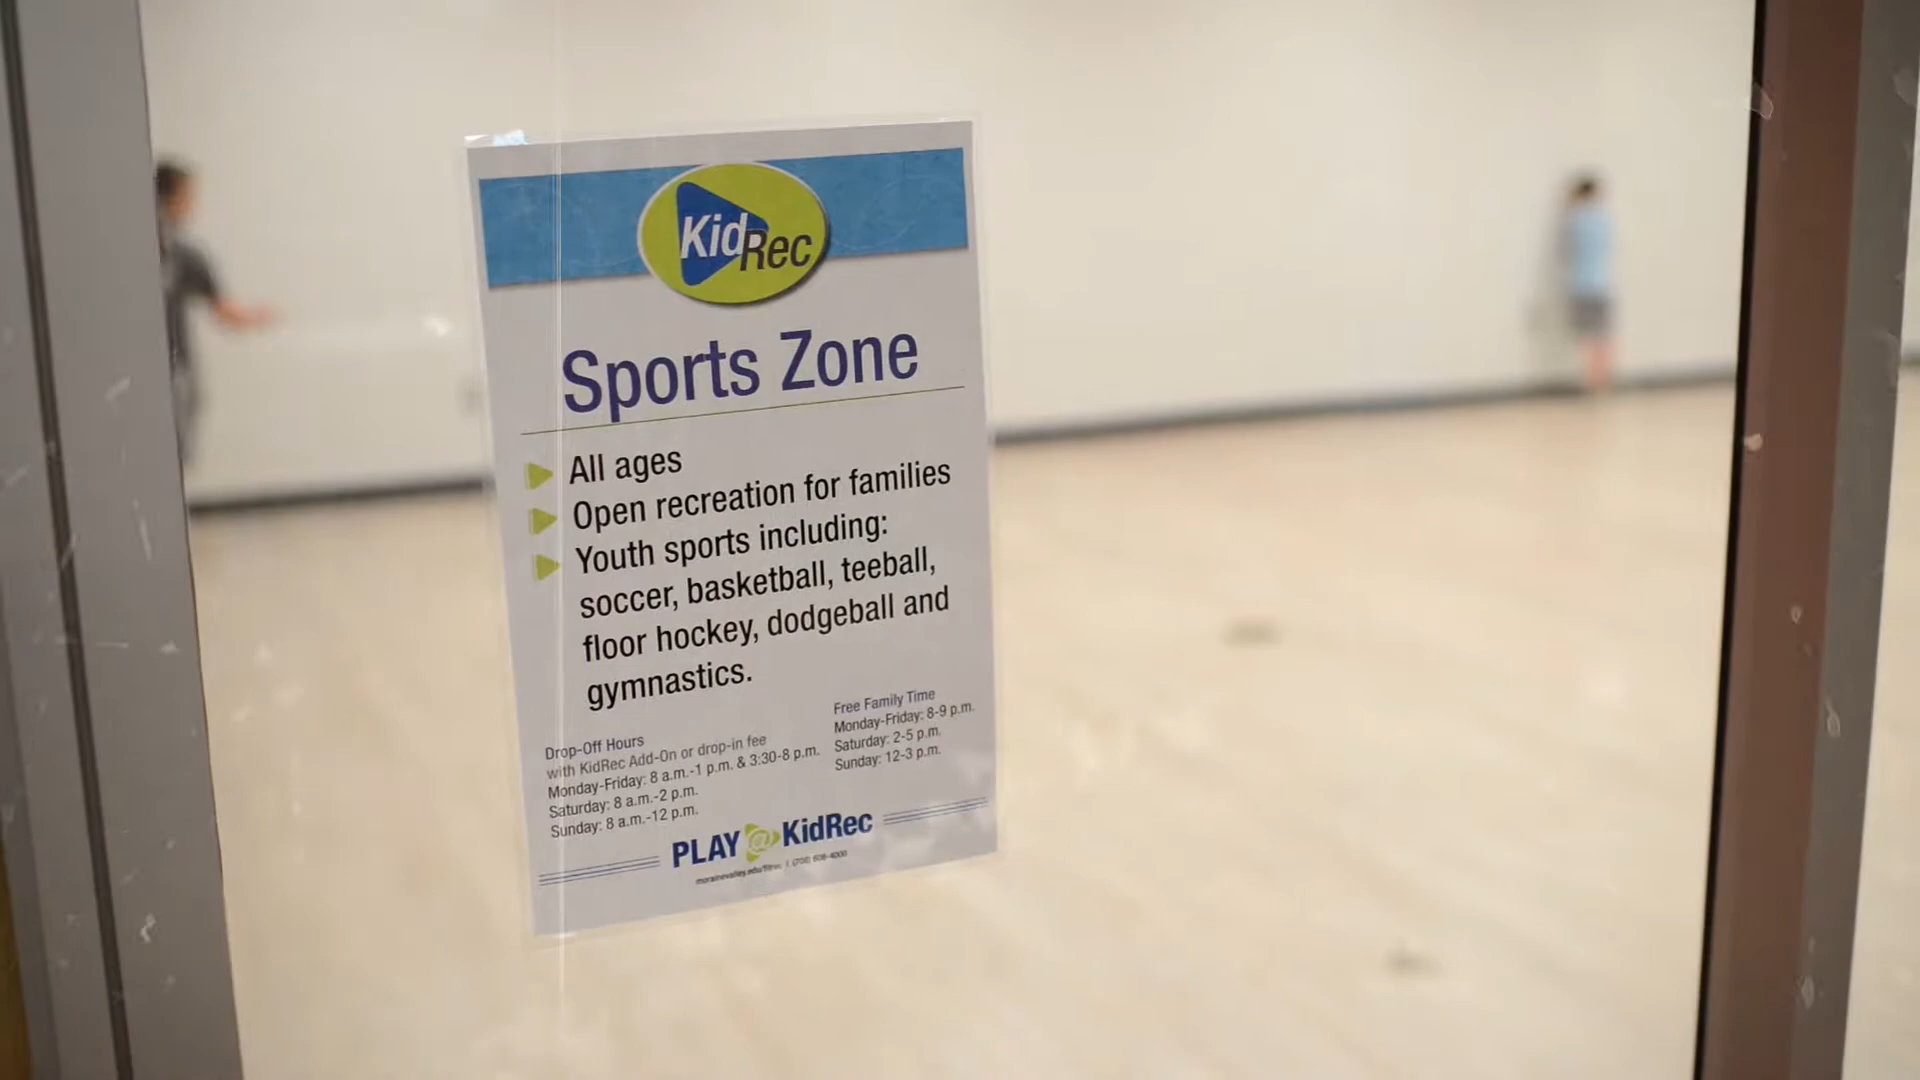 KidRec
Sports Zone
All ages
Open recreation for families
Youth sports including:
soccer, basketball, teeball,
floor hockey, dodgeball and
gymnastics.
Drop-Off Hours
with KidRec Add-On or drop-in fee
Monday-Friday: 8 a.m.-1 p.m. & 3:30-8 p.m.
Saturday: 8 a.m.-2 p.m.
Sunday: 8 a.m.-12 p.m.
Free Family Time
Monday-Friday: 8-9 p.m.
Saturday: 2-5 p.m.
Sunday: 12-3 p.m.
PLAY@KidRec
morainevalley.edu/fitrec